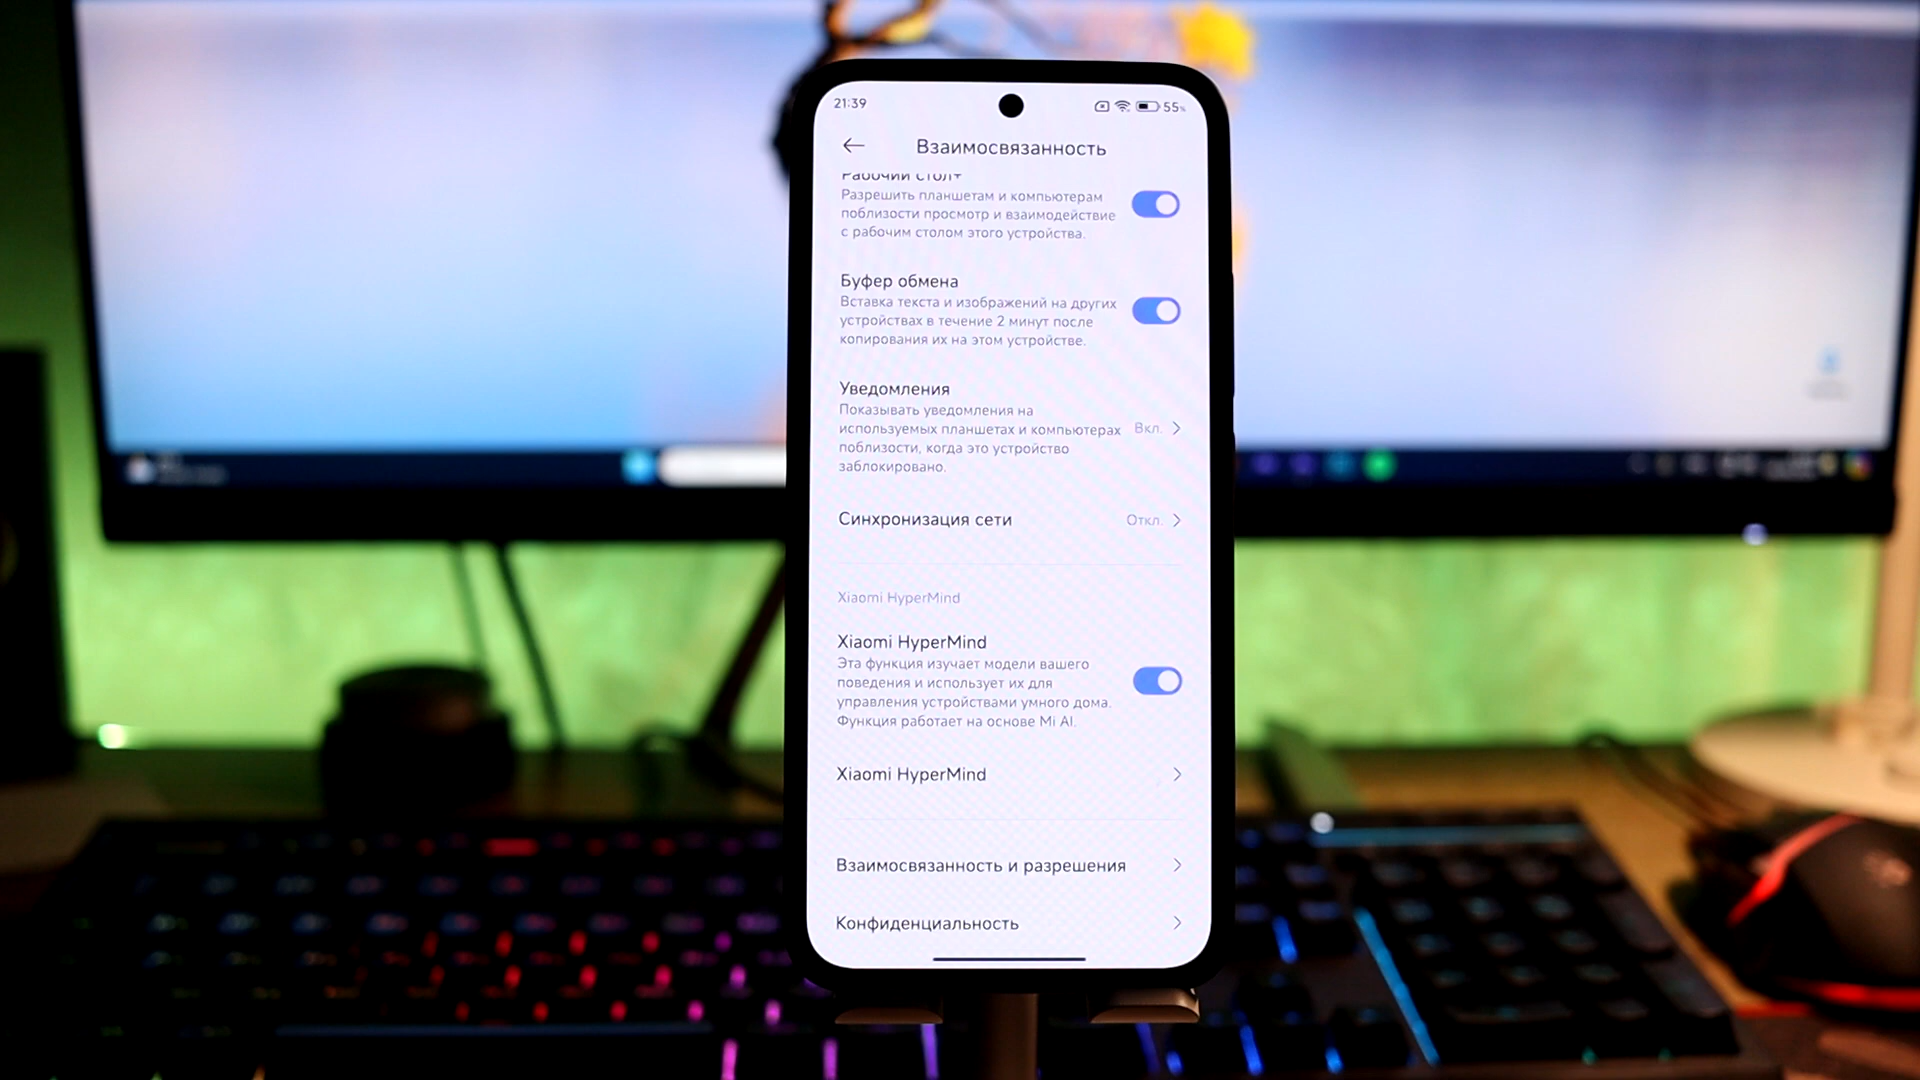 21:39
55%
Взаимосвязанность
Рабочий стол+
Разрешить планшетам и компьютерам
поблизости просмотр и взаимодействие
с рабочим столом этого устройства.
Буфер обмена
Вставка текста и изображений на других
устройствах в течение 2 минут после
копирования их на этом устройстве.
Уведомления
Показывать уведомления на
используемых планшетах и компьютерах
поблизости, когда это устройство
заблокировано.
Вкл.
Синхронизация сети
Откл.
Xiaomi HyperMind
Xiaomi HyperMind
Эта функция изучает модели вашего
поведения и использует их для
управления устройствами умного дома.
Функция работает на основе Mi AI.
Xiaomi HyperMind
Взаимосвязанность и разрешения
Конфиденциальность